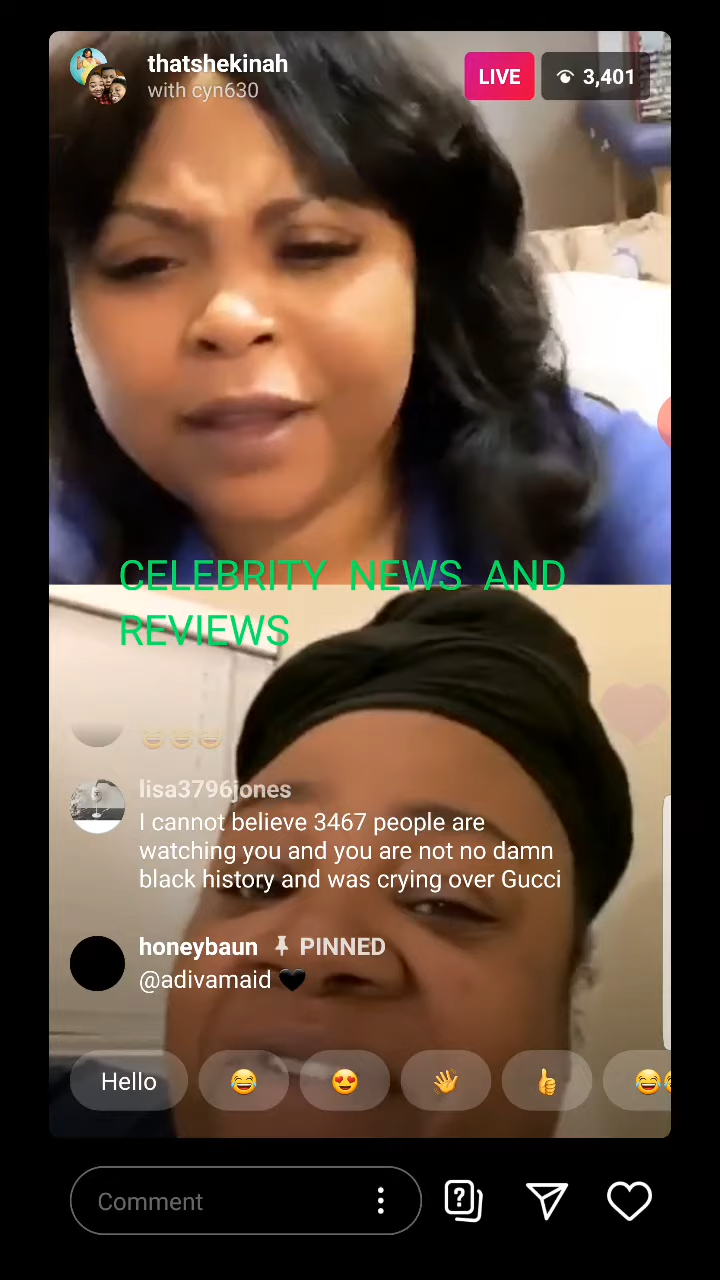 thatshekinah
with cyn630
LIVE
3,401
CELEBRITY NEWS AND
REVIEWS
lisa3796jones
I cannot believe 3467 people are
watching you and you are not no damn
black history and was crying over Gucci
honeybaun PINNED
@adivamaid 🖤
Hello
Comment